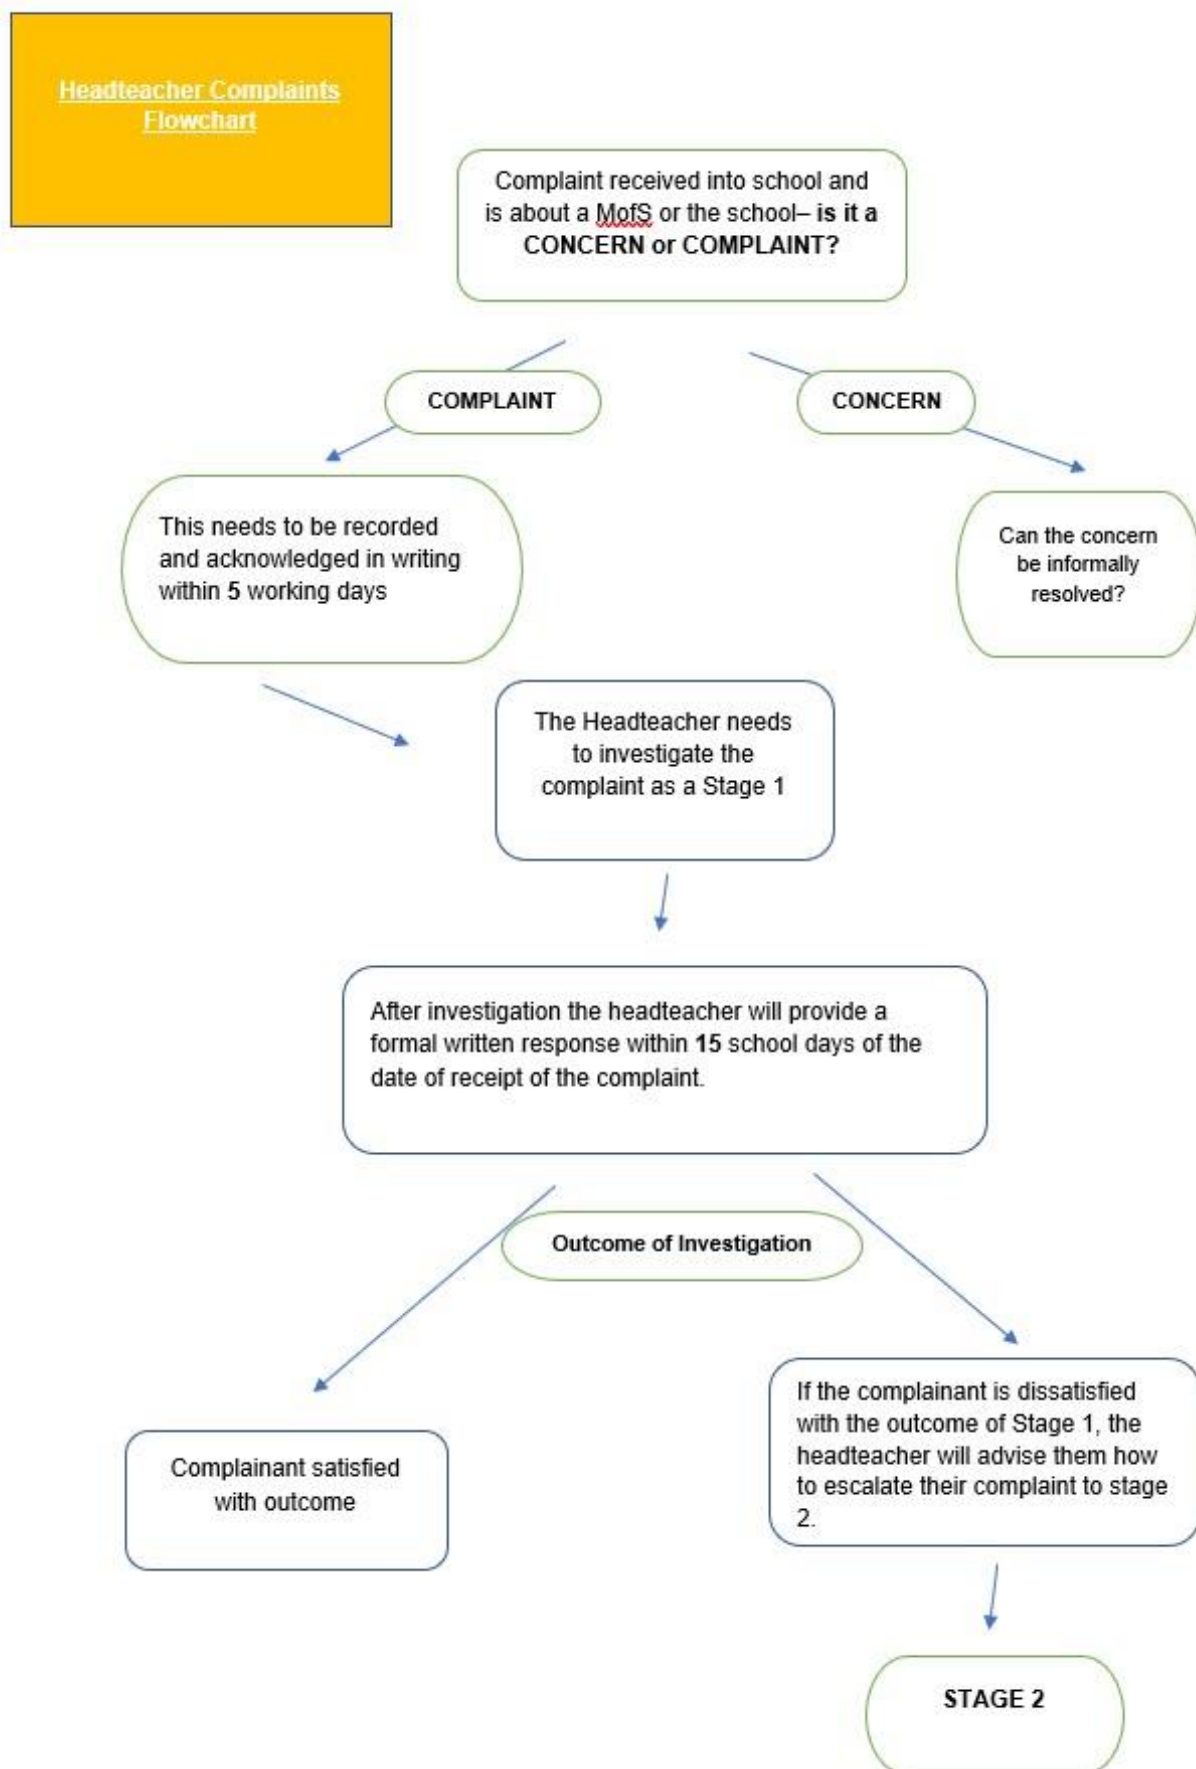 Headteacher Complaints
Flowchart
Complaint received into school and
is about a MofS or the school– is it a
CONCERN or COMPLAINT?
COMPLAINT
CONCERN
This needs to be recorded
and acknowledged in writing
within 5 working days
Can the concern
be informally
resolved?
The Headteacher needs
to investigate the
complaint as a Stage 1
After investigation the headteacher will provide a
formal written response within 15 school days of the
date of receipt of the complaint.
Outcome of Investigation
Complainant satisfied
with outcome
If the complainant is dissatisfied
with the outcome of Stage 1, the
headteacher will advise them how
to escalate their complaint to stage
2.
STAGE 2